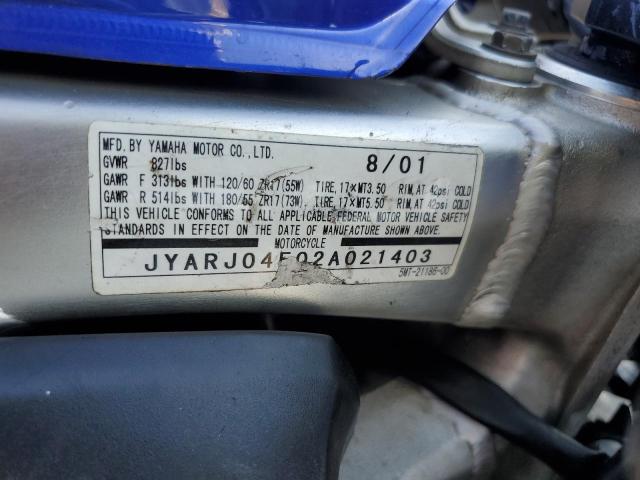 MFD. BY YAMAHA MOTOR CO., LTD. 8/01
GVWR 827lbs
GAWR F 313lbs WITH 120/60 ZR17(55W) TIRE, 17×MT3.50 RIM, AT 42psi COLD
GAWR R 514lbs WITH 180/55 ZR17(73W) TIRE, 17×MT5.50 RIM, AT 42psi COLD
THIS VEHICLE CONFORMS TO ALL APPLICABLE FEDERAL MOTOR VEHICLE SAFETY
STANDARDS IN EFFECT ON THE DATE OF MANUFACTURE SHOWN ABOVE.
MOTORCYCLE
JYARJ04E02A021403
5MT-21186-00